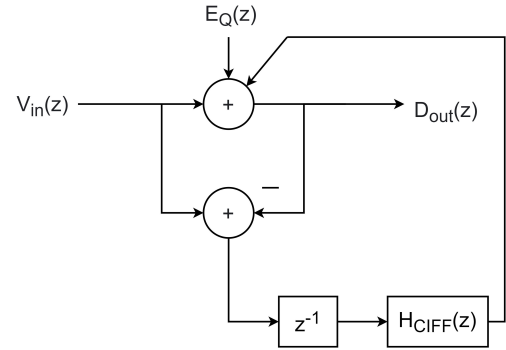 E_Q(z)
V_in(z)
+
D_out(z)
−
+
z^-1
H_CIFF(z)